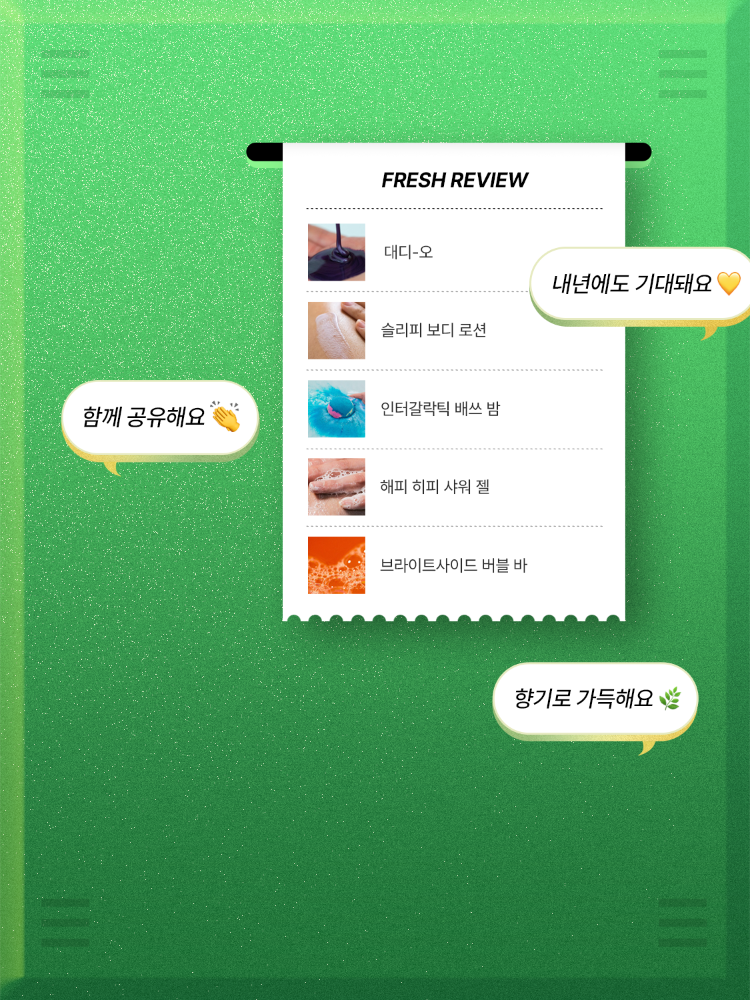 FRESH REVIEW
대디-오
내년에도 기대돼요 💛
슬리피 보디 로션
함께 공유해요 👏
인터갈락틱 배쓰 밤
해피 히피 샤워 젤
브라이트사이드 버블 바
향기로 가득해요 🌿